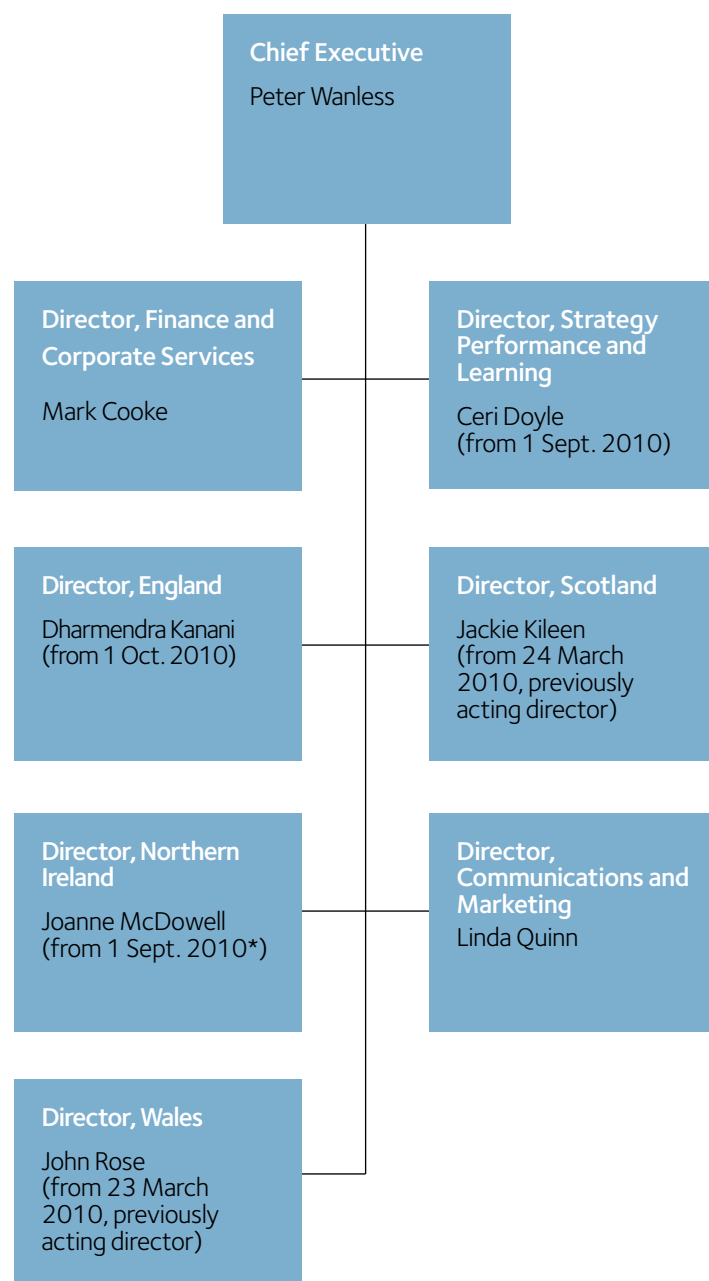 Chief Executive
Peter Wanless
Director, Finance and
Corporate Services
Mark Cooke
Director, Strategy
Performance and
Learning
Ceri Doyle
(from 1 Sept. 2010)
Director, England
Dharmendra Kanani
(from 1 Oct. 2010)
Director, Scotland
Jackie Kileen
(from 24 March
2010, previously
acting director)
Director, Northern
Ireland
Joanne McDowell
(from 1 Sept. 2010*)
Director,
Communications and
Marketing
Linda Quinn
Director, Wales
John Rose
(from 23 March
2010, previously
acting director)